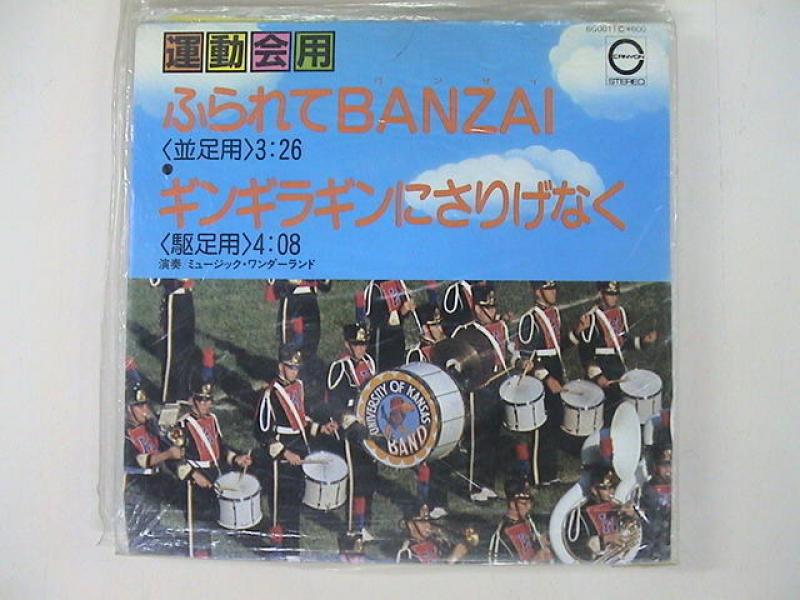 6G0011 C ¥600
運動会用
CANYON
STEREO
バンザイ
ふられてBANZAI
〈並足用〉3:26
ギンギラギンにさりげなく
〈駆足用〉4:08
演奏/ミュージック・ワンダーランド
UNIVERSITY OF KANSAS
BAND